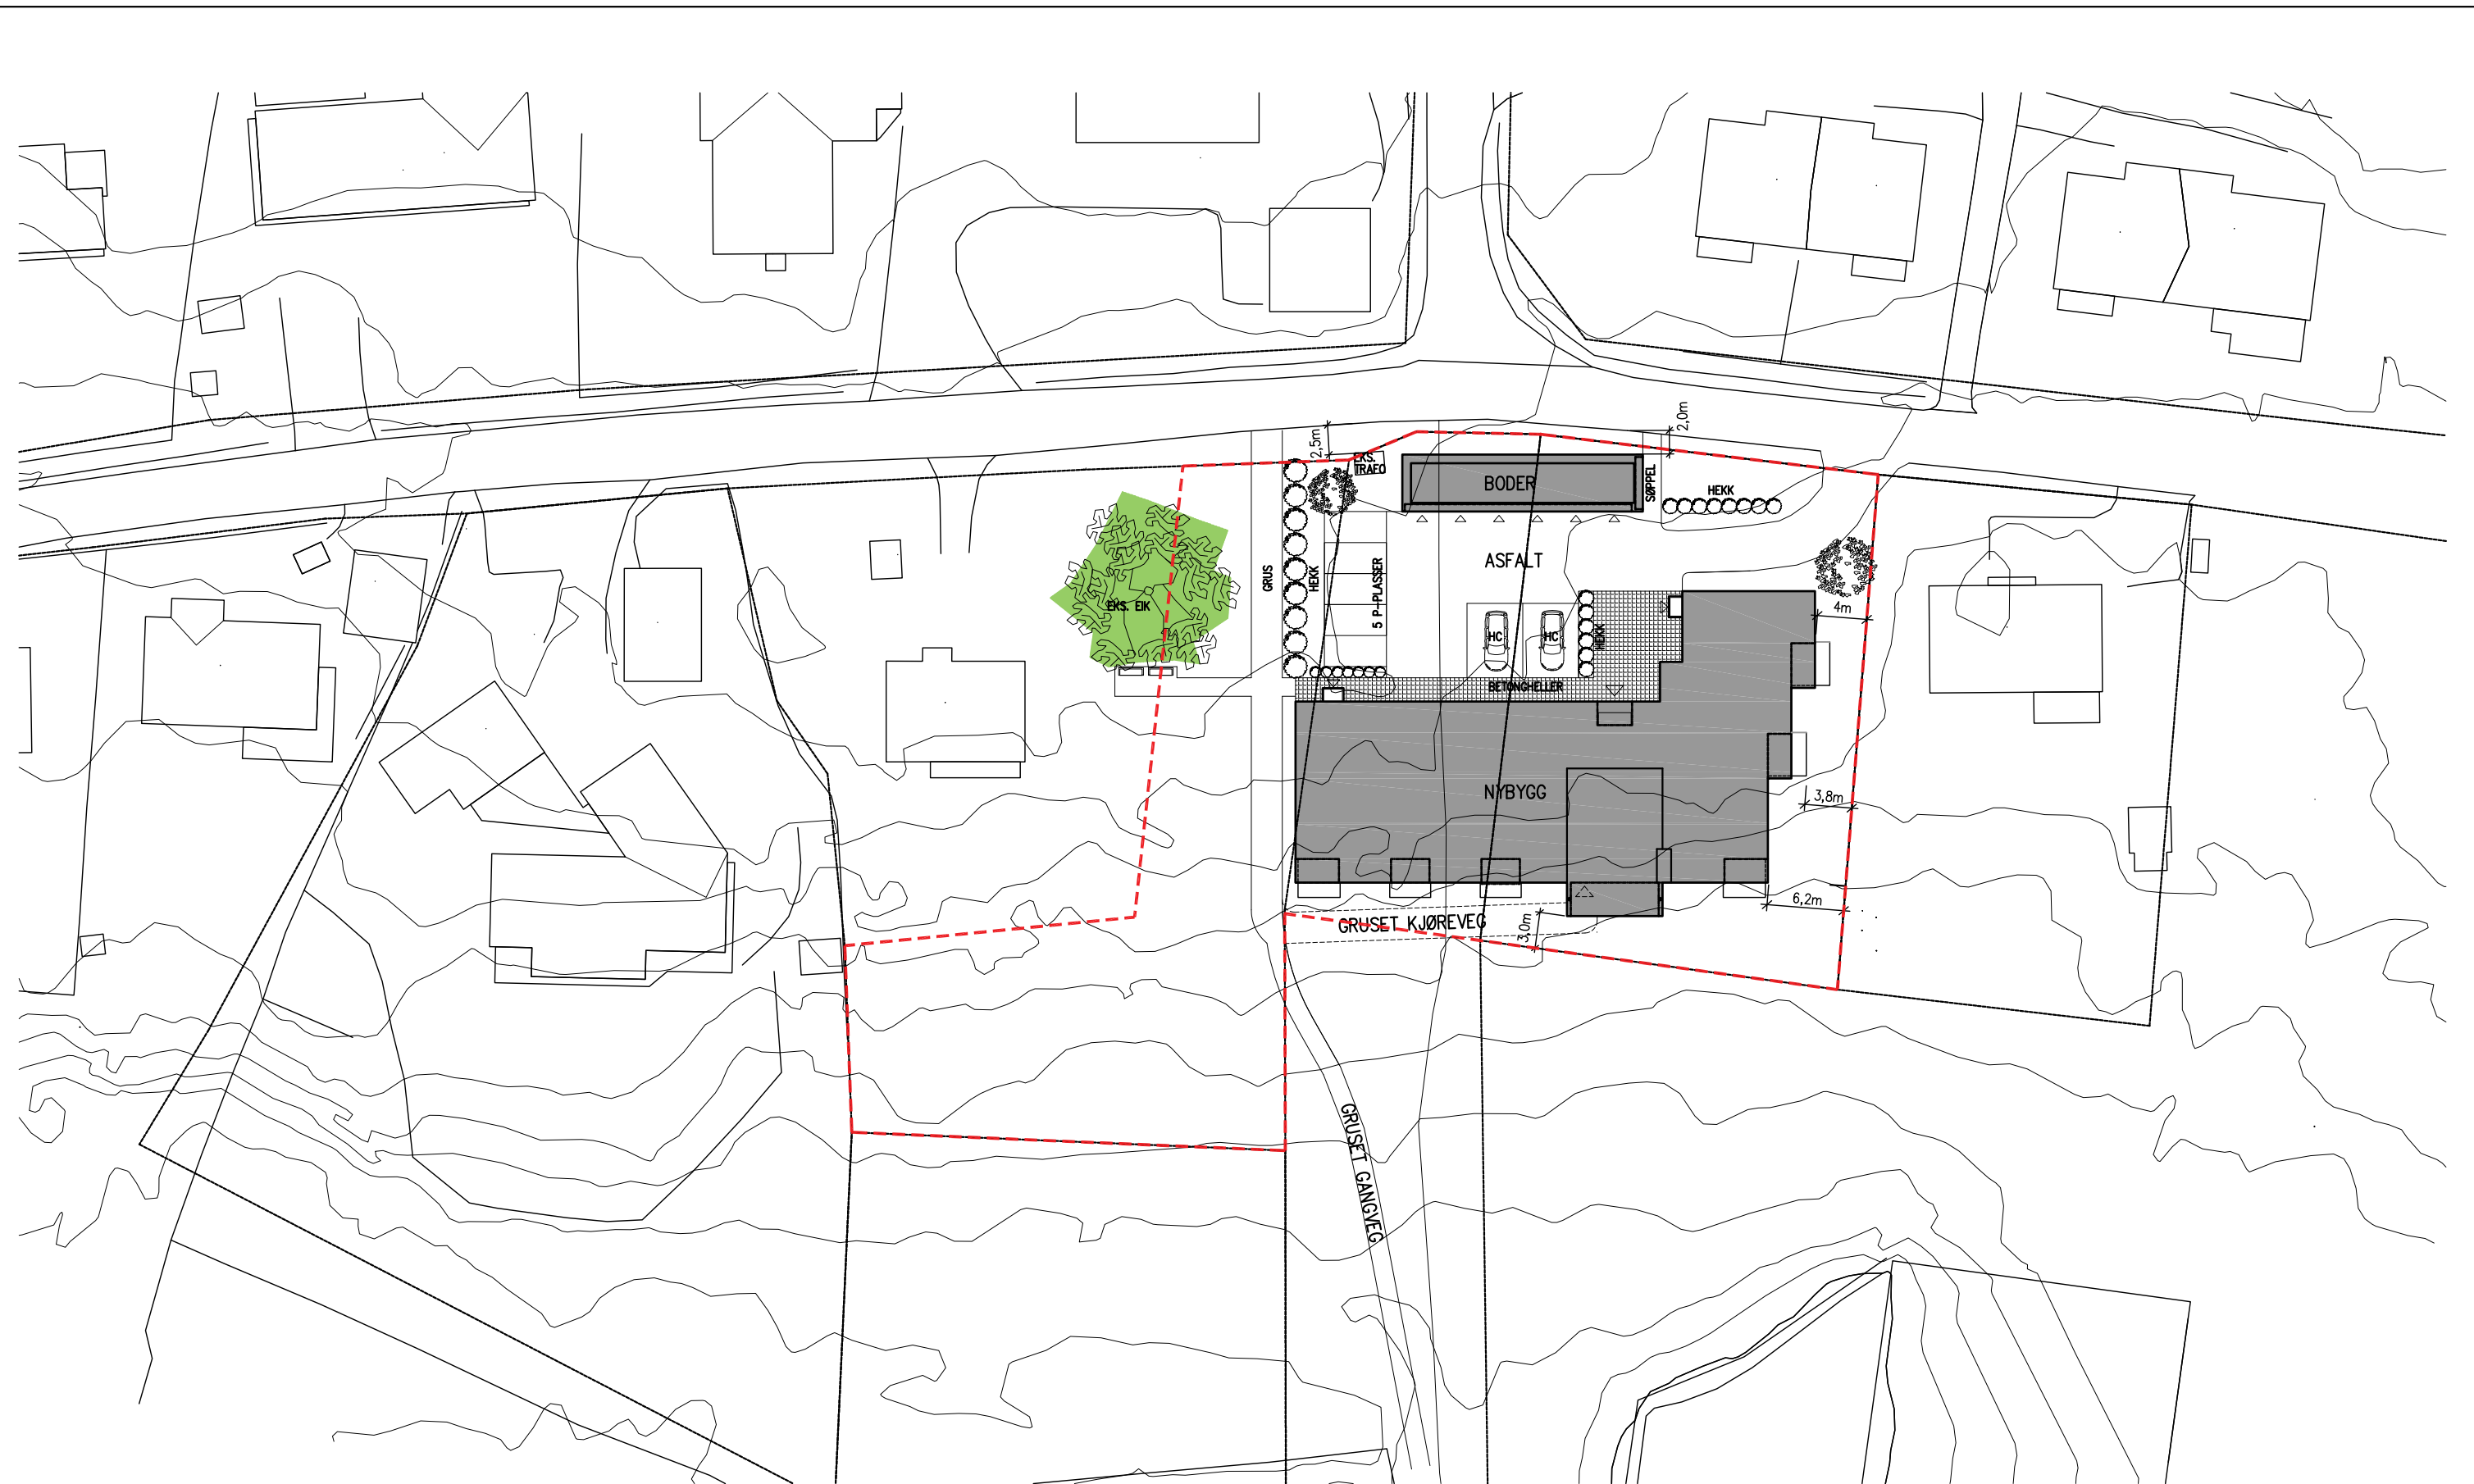 2,0m
2,5m
EKS.
TRAFO
BODER
SØPPEL
HEKK
ASFALT
GRUS
HEKK
5 P-PLASSER
EKS. EIK
4m
HC
HC
HEKK
BETONGHELLER
NYBYGG
3,8m
6,2m
GRUSET KJØREVEG
3,0m
GRUSET GANGVEG